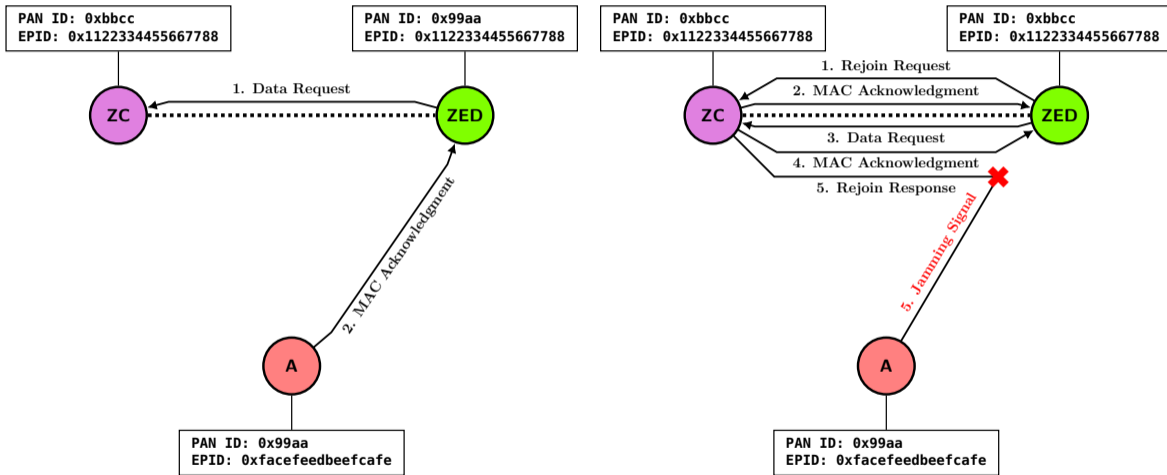 PAN ID: 0xbbcc
EPID: 0x1122334455667788
PAN ID: 0x99aa
EPID: 0x1122334455667788
1. Data Request
ZC
ZED
2. MAC Acknowledgment
A
PAN ID: 0x99aa
EPID: 0xfacefeedbeefcafe
PAN ID: 0xbbcc
EPID: 0x1122334455667788
PAN ID: 0xbbcc
EPID: 0x1122334455667788
1. Rejoin Request
2. MAC Acknowledgment
ZC
ZED
3. Data Request
4. MAC Acknowledgment
5. Rejoin Response
5. Jamming Signal
A
PAN ID: 0x99aa
EPID: 0xfacefeedbeefcafe